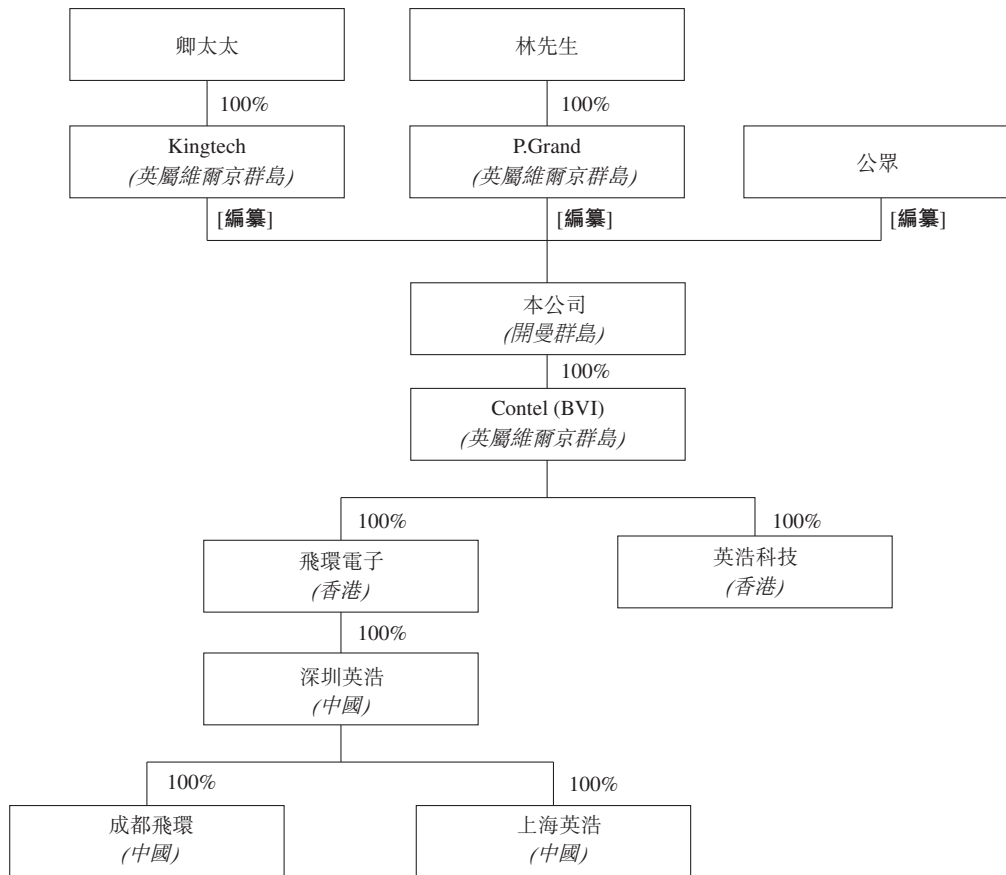 卿太太
林先生
100%
100%
Kingtech
(英屬維爾京群島)
P.Grand
(英屬維爾京群島)
公眾
[編纂]
[編纂]
[編纂]
本公司
(開曼群島)
100%
Contel (BVI)
(英屬維爾京群島)
100%
100%
飛環電子
(香港)
英浩科技
(香港)
100%
深圳英浩
(中國)
100%
100%
成都飛環
(中國)
上海英浩
(中國)